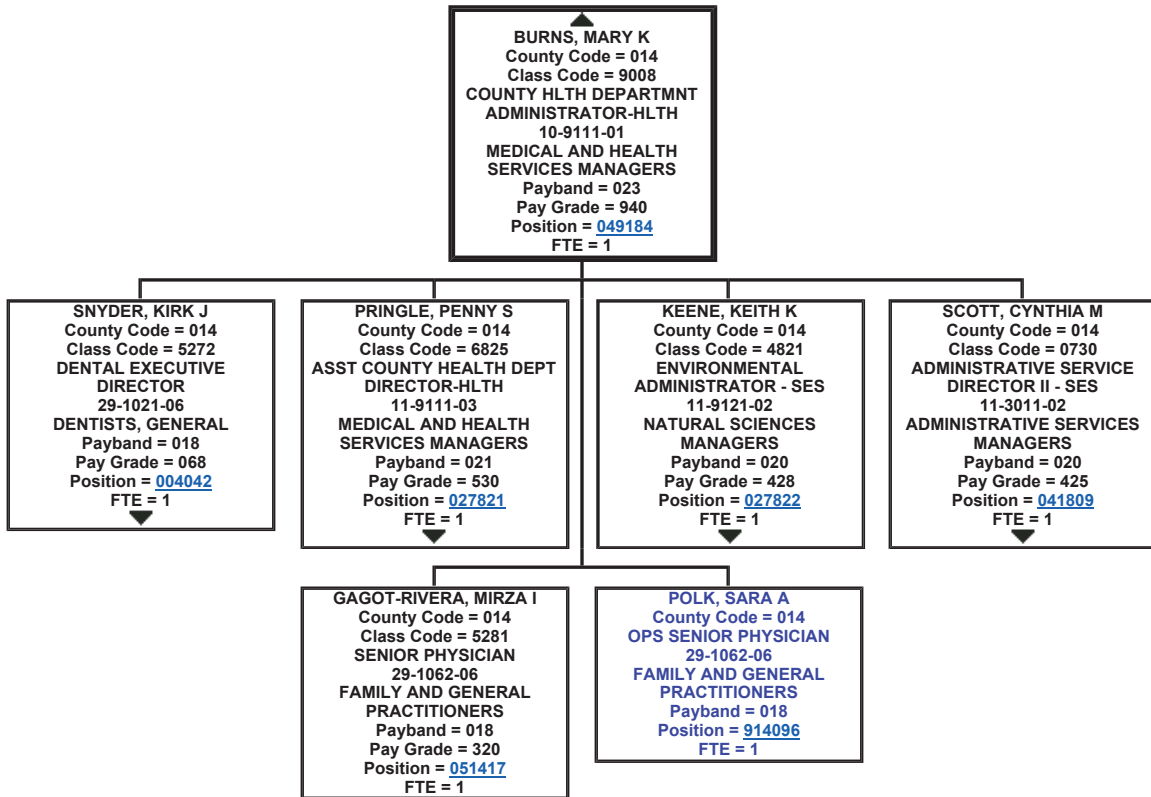 BURNS, MARY K
County Code = 014
Class Code = 9008
COUNTY HLTH DEPARTMNT
ADMINISTRATOR-HLTH
10-9111-01
MEDICAL AND HEALTH
SERVICES MANAGERS
Payband = 023
Pay Grade = 940
Position = 049184
FTE = 1
SNYDER, KIRK J
County Code = 014
Class Code = 5272
DENTAL EXECUTIVE
DIRECTOR
29-1021-06
DENTISTS, GENERAL
Payband = 018
Pay Grade = 068
Position = 004042
FTE = 1
PRINGLE, PENNY S
County Code = 014
Class Code = 6825
ASST COUNTY HEALTH DEPT
DIRECTOR-HLTH
11-9111-03
MEDICAL AND HEALTH
SERVICES MANAGERS
Payband = 021
Pay Grade = 530
Position = 027821
FTE = 1
KEENE, KEITH K
County Code = 014
Class Code = 4821
ENVIRONMENTAL
ADMINISTRATOR - SES
11-9121-02
NATURAL SCIENCES
MANAGERS
Payband = 020
Pay Grade = 428
Position = 027822
FTE = 1
SCOTT, CYNTHIA M
County Code = 014
Class Code = 0730
ADMINISTRATIVE SERVICE
DIRECTOR II - SES
11-3011-02
ADMINISTRATIVE SERVICES
MANAGERS
Payband = 020
Pay Grade = 425
Position = 041809
FTE = 1
GAGOT-RIVERA, MIRZA I
County Code = 014
Class Code = 5281
SENIOR PHYSICIAN
29-1062-06
FAMILY AND GENERAL
PRACTITIONERS
Payband = 018
Pay Grade = 320
Position = 051417
FTE = 1
POLK, SARA A
County Code = 014
OPS SENIOR PHYSICIAN
29-1062-06
FAMILY AND GENERAL
PRACTITIONERS
Payband = 018
Position = 914096
FTE = 1